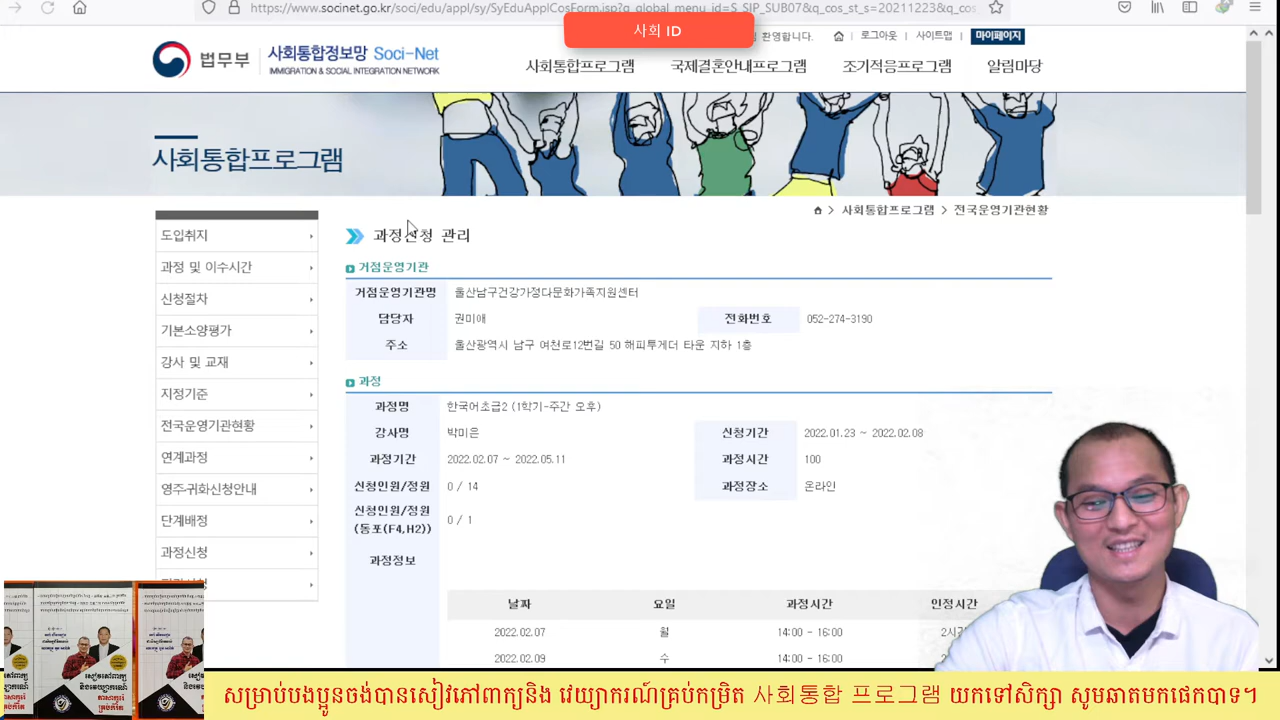 https://www.socinet.go.kr/soci/edu/appl/sy/SyEduApplCosForm.jsp?q_global_menu_id=S_SIP_SUB07&q_cos_st_s=20211223&q_cos
사회 ID
환영합니다.
로그아웃
사이트맵
마이페이지
법무부
사회통합정보망 Soci-Net
IMMIGRATION & SOCIAL INTEGRATION NETWORK
사회통합프로그램
국제결혼안내프로그램
조기적응프로그램
알림마당
사회통합프로그램
사회통합프로그램 > 전국운영기관현황
도입취지
과정 및 이수시간
신청절차
기본소양평가
강사 및 교재
지정기준
전국운영기관현황
연계과정
영주·귀화신청안내
단계배정
과정신청
과정신청 관리
거점운영기관
거점운영기관명 울산남구건강가정다문화가족지원센터
담당자 권미애 전화번호 052-274-3190
주소 울산광역시 남구 여천로12번길 50 해피투게더 타운 지하 1층
과정
과정명 한국어초급2 (1학기-주간 오후)
강사명 박미은 신청기간 2022.01.23 ~ 2022.02.08
과정기간 2022.02.07 ~ 2022.05.11 과정시간 100
신청인원/정원 0 / 14 과정장소 온라인
신청인원/정원
(동포(F4,H2)) 0 / 1
과정정보
날짜 요일 과정시간 인정시간
2022.02.07 월 14:00 - 16:00 2시간
2022.02.09 수 14:00 - 16:00
សម្រាប់បងប្អូនចង់បានសៀវភៅពាក្យនិង វេយ្យាករណ៍គ្រប់កម្រិត 사회통합 프로그램 យកទៅសិក្សា សូមឆាតមកផេកបាទ។